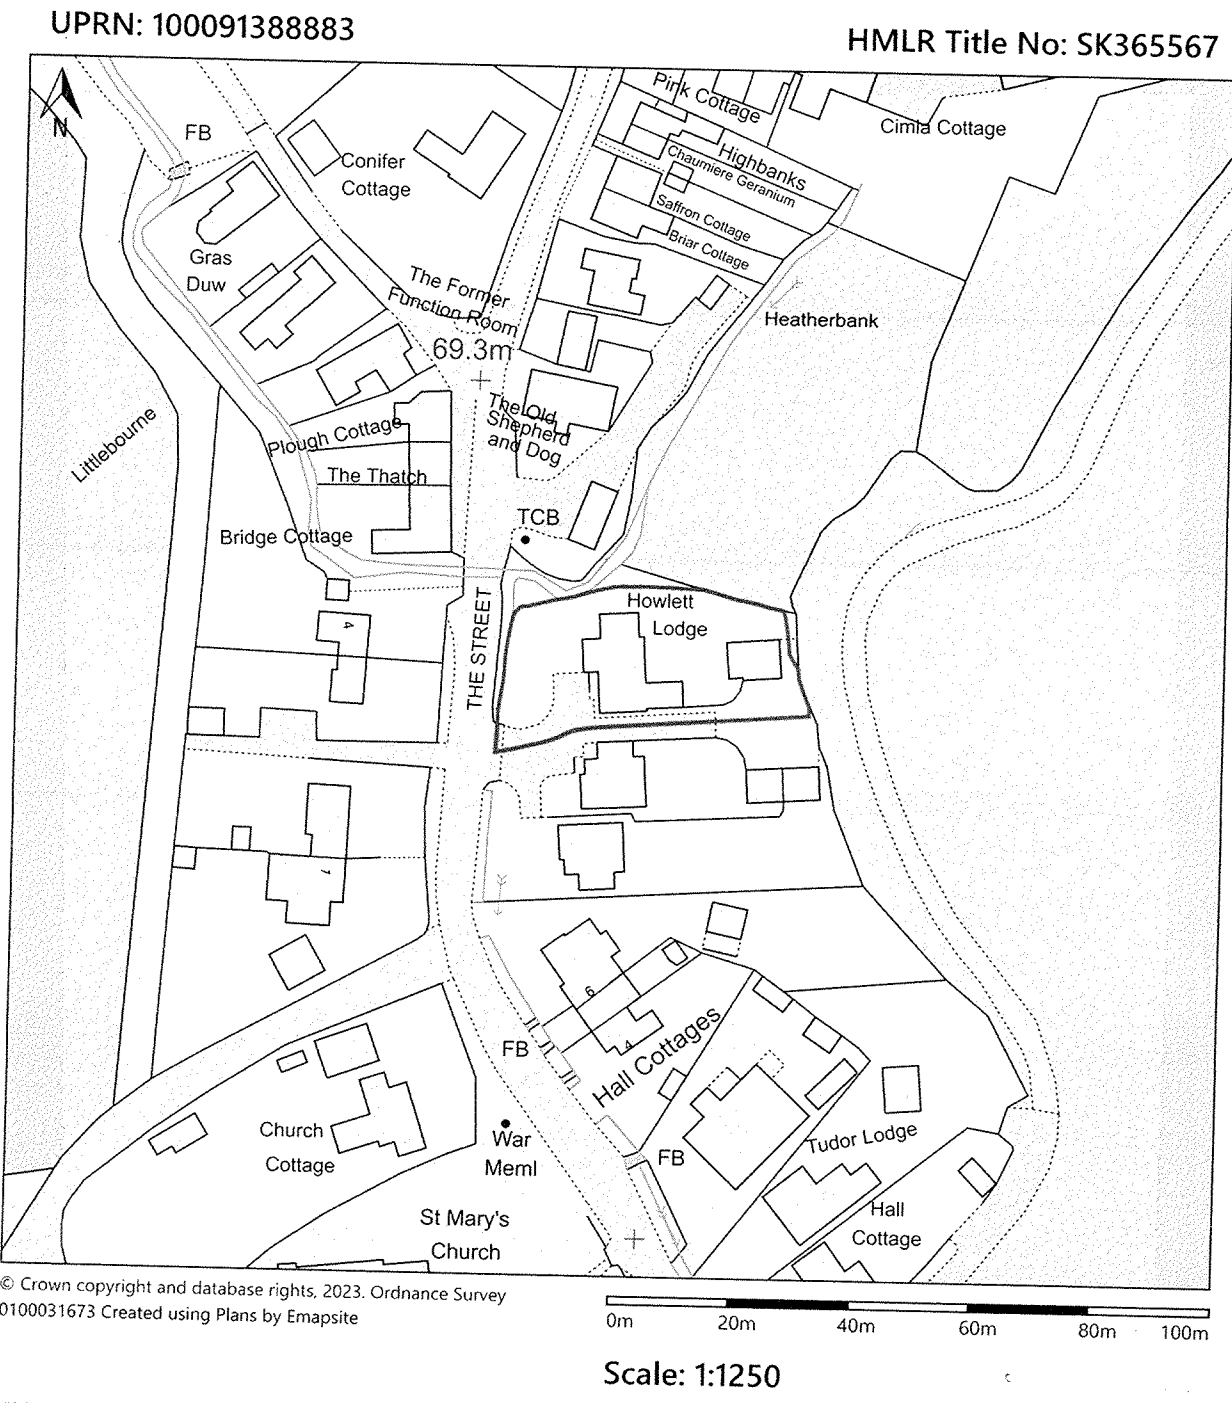 UPRN: 100091388883
HMLR Title No: SK365567
N
FB
Conifer
Cottage
Pink Cottage
Cimla Cottage
Highbanks
Chaumiere Geranium
Saffron Cottage
Briar Cottage
Gras
Duw
The Former
Function Room
69.3m
Heatherbank
Littlebourne
Plough Cottage
The Old
Shepherd
and Dog
The Thatch
Bridge Cottage
TCB
THE STREET
4
Howlett
Lodge
1
6
4
FB
Hall Cottages
Church
Cottage
War
Meml
FB
Tudor Lodge
Hall
Cottage
St Mary's
Church
© Crown copyright and database rights, 2023. Ordnance Survey
0100031673 Created using Plans by Emapsite
0m 20m 40m 60m 80m 100m
Scale: 1:1250